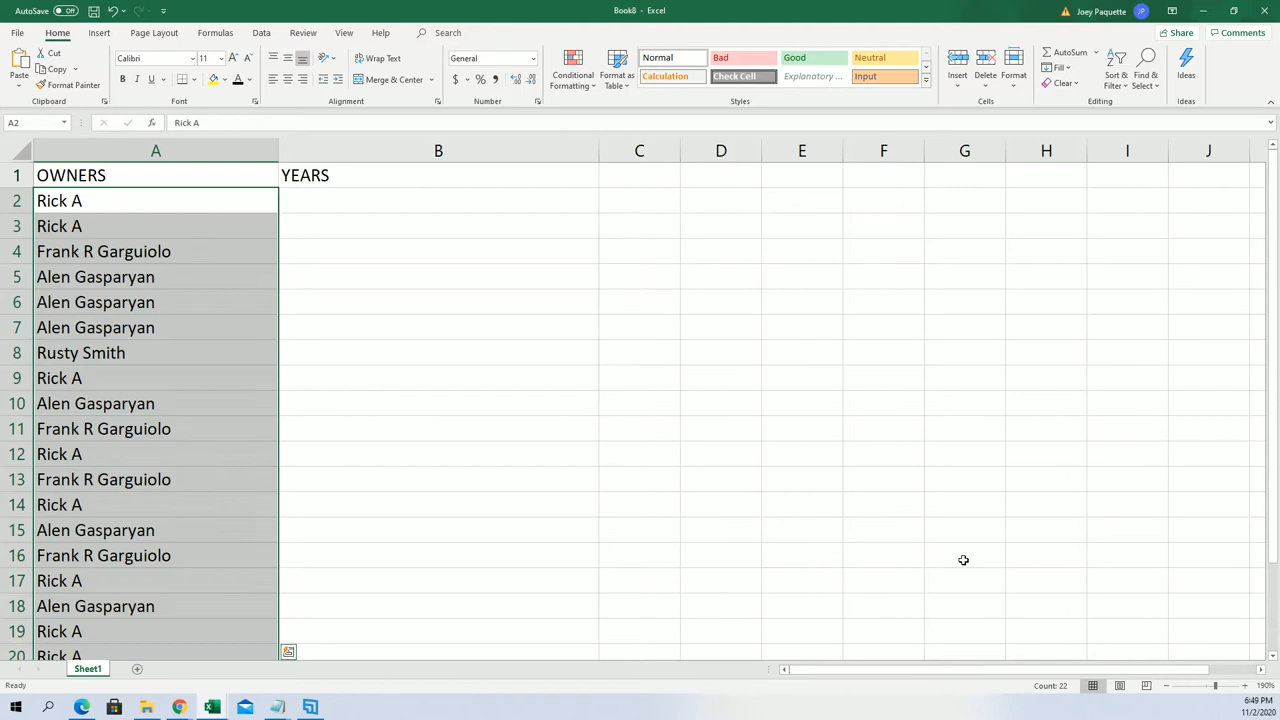 AutoSave Off Book8 - Excel Joey Paquette JP
File Home Insert Page Layout Formulas Data Review View Help Search Share Comments
Paste Cut Copy Format Painter Clipboard
Calibri 11 B I U A Font
Wrap Text Merge & Center Alignment
General $ % , Number
Conditional Formatting Format as Table
Normal Bad Good Neutral
Calculation Check Cell Explanatory ... Input
Styles
Insert Delete Format Cells
AutoSum Fill Clear Sort & Filter Find & Select Editing
Ideas Ideas
A2 fx Rick A
A B C D E F G H I J
1 OWNERS YEARS
2 Rick A
3 Rick A
4 Frank R Garguiolo
5 Alen Gasparyan
6 Alen Gasparyan
7 Alen Gasparyan
8 Rusty Smith
9 Rick A
10 Alen Gasparyan
11 Frank R Garguiolo
12 Rick A
13 Frank R Garguiolo
14 Rick A
15 Alen Gasparyan
16 Frank R Garguiolo
17 Rick A
18 Alen Gasparyan
19 Rick A
20 Rick A
Sheet1
Ready Count: 22 190%
6:49 PM
11/2/2020